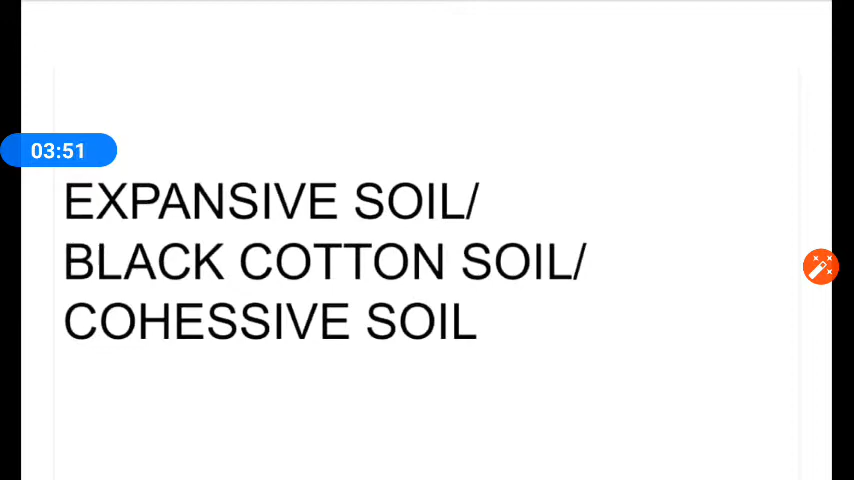 03:51
EXPANSIVE SOIL/
BLACK COTTON SOIL/
COHESSIVE SOIL